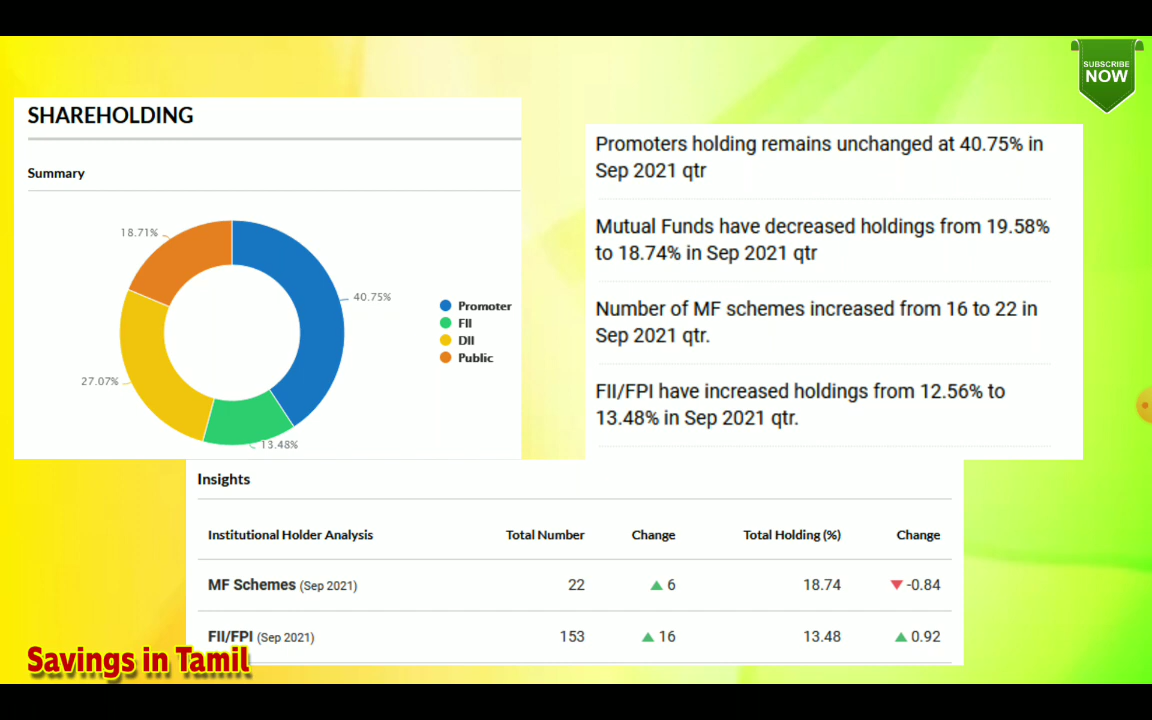 SUBSCRIBE
NOW
SHAREHOLDING
Summary
18.71%
40.75%
27.07%
13.48%
Promoter
FII
DII
Public
Promoters holding remains unchanged at 40.75% in
Sep 2021 qtr
Mutual Funds have decreased holdings from 19.58%
to 18.74% in Sep 2021 qtr
Number of MF schemes increased from 16 to 22 in
Sep 2021 qtr.
FII/FPI have increased holdings from 12.56% to
13.48% in Sep 2021 qtr.
Insights
Institutional Holder Analysis Total Number Change Total Holding (%) Change
MF Schemes (Sep 2021) 22 ▲ 6 18.74 ▼ -0.84
FII/FPI (Sep 2021) 153 ▲ 16 13.48 ▲ 0.92
Savings in Tamil